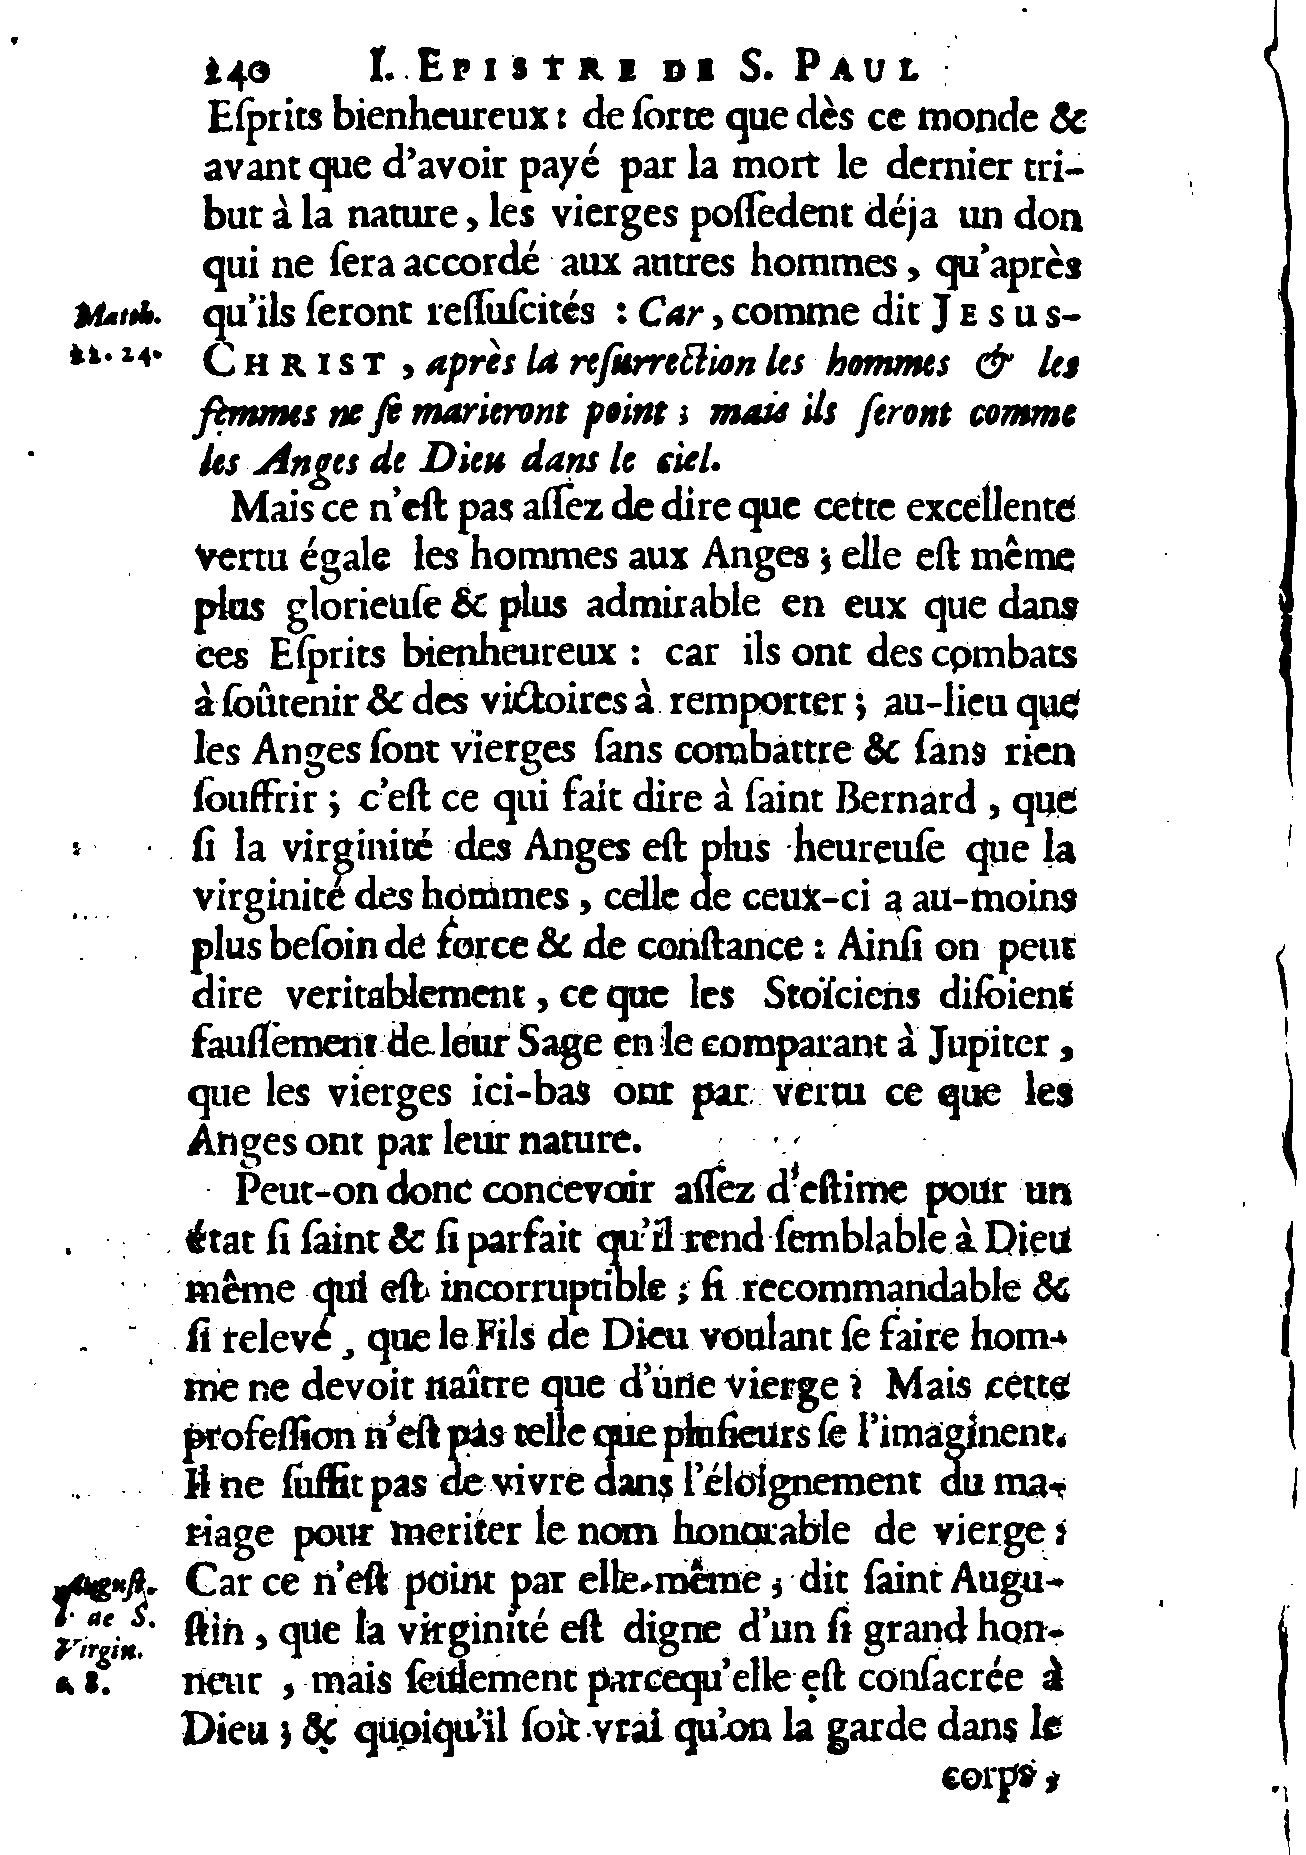 240 I. EPISTRE DE S. PAUL
Eſprits bienheureux : de ſorte que dès ce monde &
avant que d'avoir payé par la mort le dernier tri-
but à la nature, les vierges poſſedent déja un don
qui ne ſera accordé aux autres hommes, qu'après
Matth. qu'ils ſeront reſſuſcités : Car, comme dit JESUS-
22. 24. CHRIST, après la reſurrection les hommes & les
femmes ne ſe marieront point ; mais ils ſeront comme
les Anges de Dieu dans le ciel.
Mais ce n'eſt pas aſſez de dire que cette excellente
vertu égale les hommes aux Anges ; elle eſt même
plus glorieuſe & plus admirable en eux que dans
ces Eſprits bienheureux : car ils ont des combats
à ſoûtenir & des victoires à remporter ; au-lieu que
les Anges ſont vierges ſans combattre & ſans rien
ſouffrir ; c'eſt ce qui fait dire à ſaint Bernard, que
ſi la virginité des Anges eſt plus heureuſe que la
virginité des hommes, celle de ceux-ci a au-moins
plus beſoin de force & de conſtance : Ainſi on peut
dire veritablement, ce que les Stoïciens diſoient
fauſſement de leur Sage en le comparant à Jupiter,
que les vierges ici-bas ont par vertu ce que les
Anges ont par leur nature.
Peut-on donc concevoir aſſez d'eſtime pour un
état ſi ſaint & ſi parfait qu'il rend ſemblable à Dieu
même qui eſt incorruptible ; ſi recommandable &
ſi relevé, que le Fils de Dieu voulant ſe faire hom-
me ne devoit naître que d'une vierge ? Mais cette
profeſſion n'eſt pas telle que pluſieurs ſe l'imaginent.
Il ne ſuffit pas de vivre dans l'éloignement du ma-
riage pour meriter le nom honorable de vierge :
Auguſt. Car ce n'eſt point par elle-même, dit ſaint Augu-
l. de S. ſtin, que la virginité eſt digne d'un ſi grand hon-
Virgin. neur, mais ſeulement parcequ'elle eſt conſacrée à
8. Dieu ; & quoiqu'il ſoit vrai qu'on la garde dans le
corps,